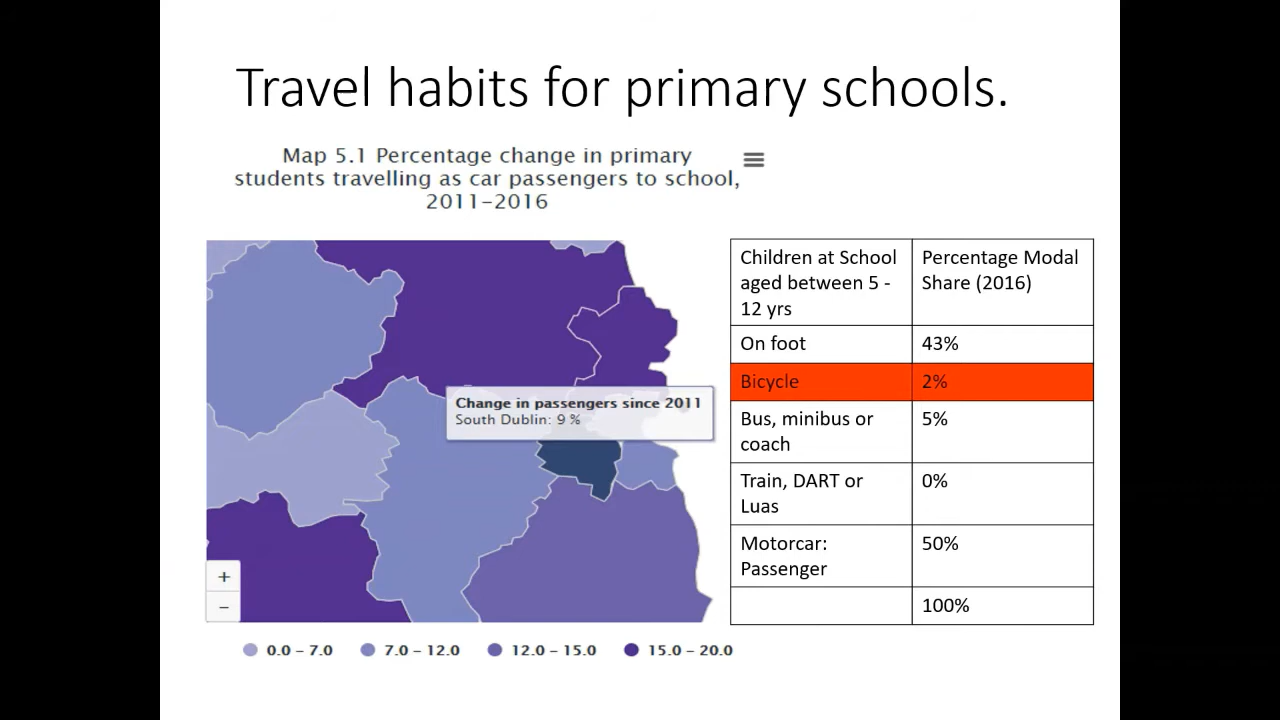 Travel habits for primary schools.
Map 5.1 Percentage change in primary
students travelling as car passengers to school,
2011–2016
Change in passengers since 2011
South Dublin: 9 %
+
−
0.0 – 7.0
7.0 – 12.0
12.0 – 15.0
15.0 – 20.0
Children at School
aged between 5 -
12 yrs
Percentage Modal
Share (2016)
On foot
43%
Bicycle
2%
Bus, minibus or
coach
5%
Train, DART or
Luas
0%
Motorcar:
Passenger
50%
100%